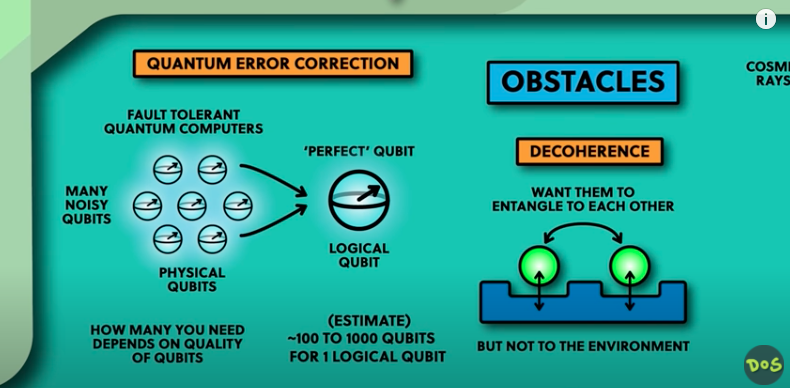 QUANTUM ERROR CORRECTION
FAULT TOLERANT
QUANTUM COMPUTERS
MANY
NOISY
QUBITS
PHYSICAL
QUBITS
'PERFECT' QUBIT
LOGICAL
QUBIT
HOW MANY YOU NEED
DEPENDS ON QUALITY
OF QUBITS
(ESTIMATE)
~100 TO 1000 QUBITS
FOR 1 LOGICAL QUBIT
OBSTACLES
DECOHERENCE
WANT THEM TO
ENTANGLE TO EACH OTHER
BUT NOT TO THE ENVIRONMENT
COSMI
RAYS
i
DoS